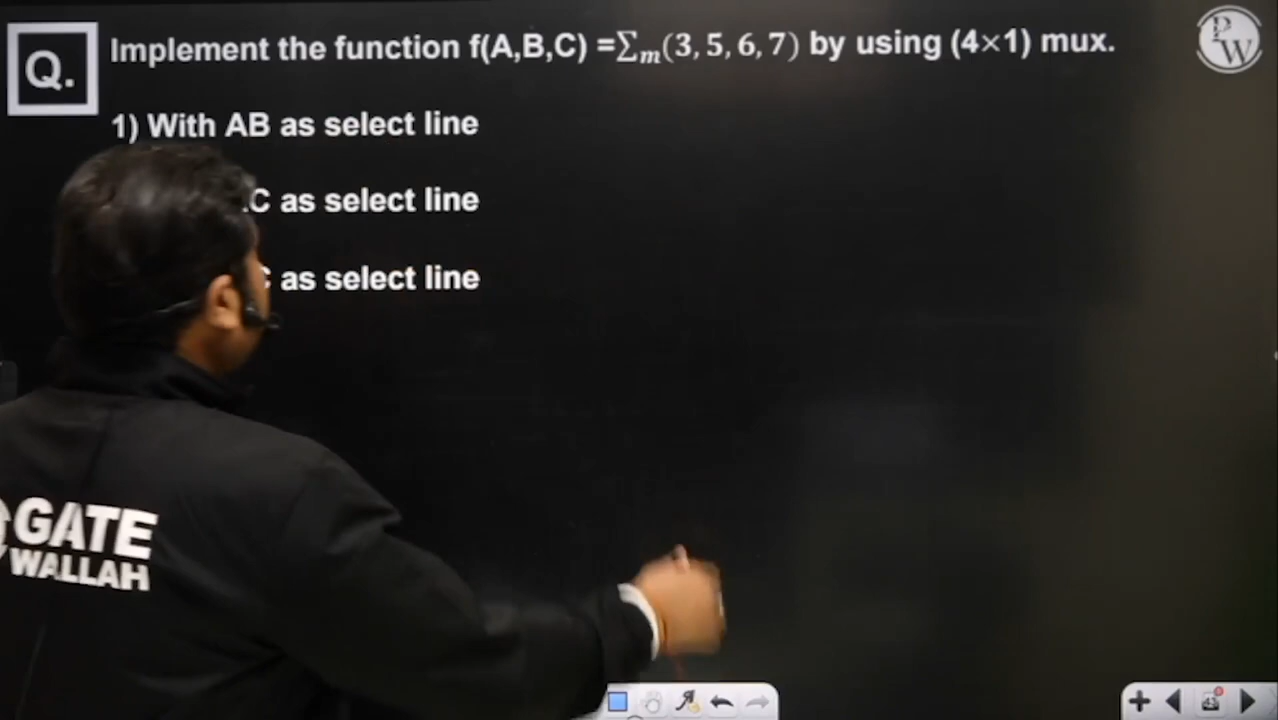 Q.
Implement the function f(A,B,C) =∑m(3, 5, 6, 7) by using (4×1) mux.
PW
1) With AB as select line
C as select line
as select line
GATE
WALLAH